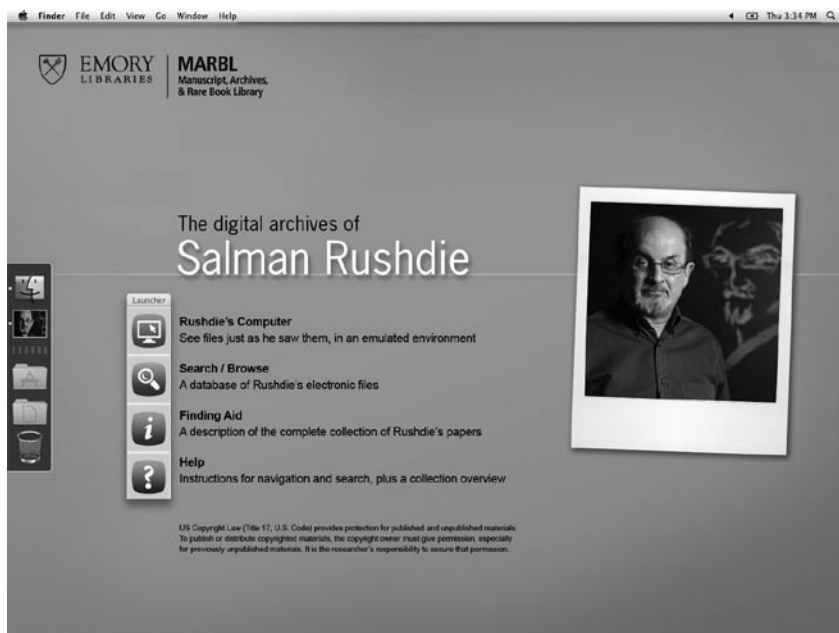 Finder File Edit View Go Window Help
Thu 3:34 PM
EMORY
LIBRARIES
MARBL
Manuscript, Archives,
& Rare Book Library
The digital archives of
Salman Rushdie
Launcher
Rushdie's Computer
See files just as he saw them, in an emulated environment
Search / Browse
A database of Rushdie's electronic files
Finding Aid
A description of the complete collection of Rushdie's papers
Help
Instructions for navigation and search, plus a collection overview
US Copyright Law (Title 17, U.S. Code) provides protection for published and unpublished materials.
To publish or distribute copyrighted materials, the copyright owner must give permission, especially
for previously unpublished materials. It is the researcher's responsibility to secure that permission.